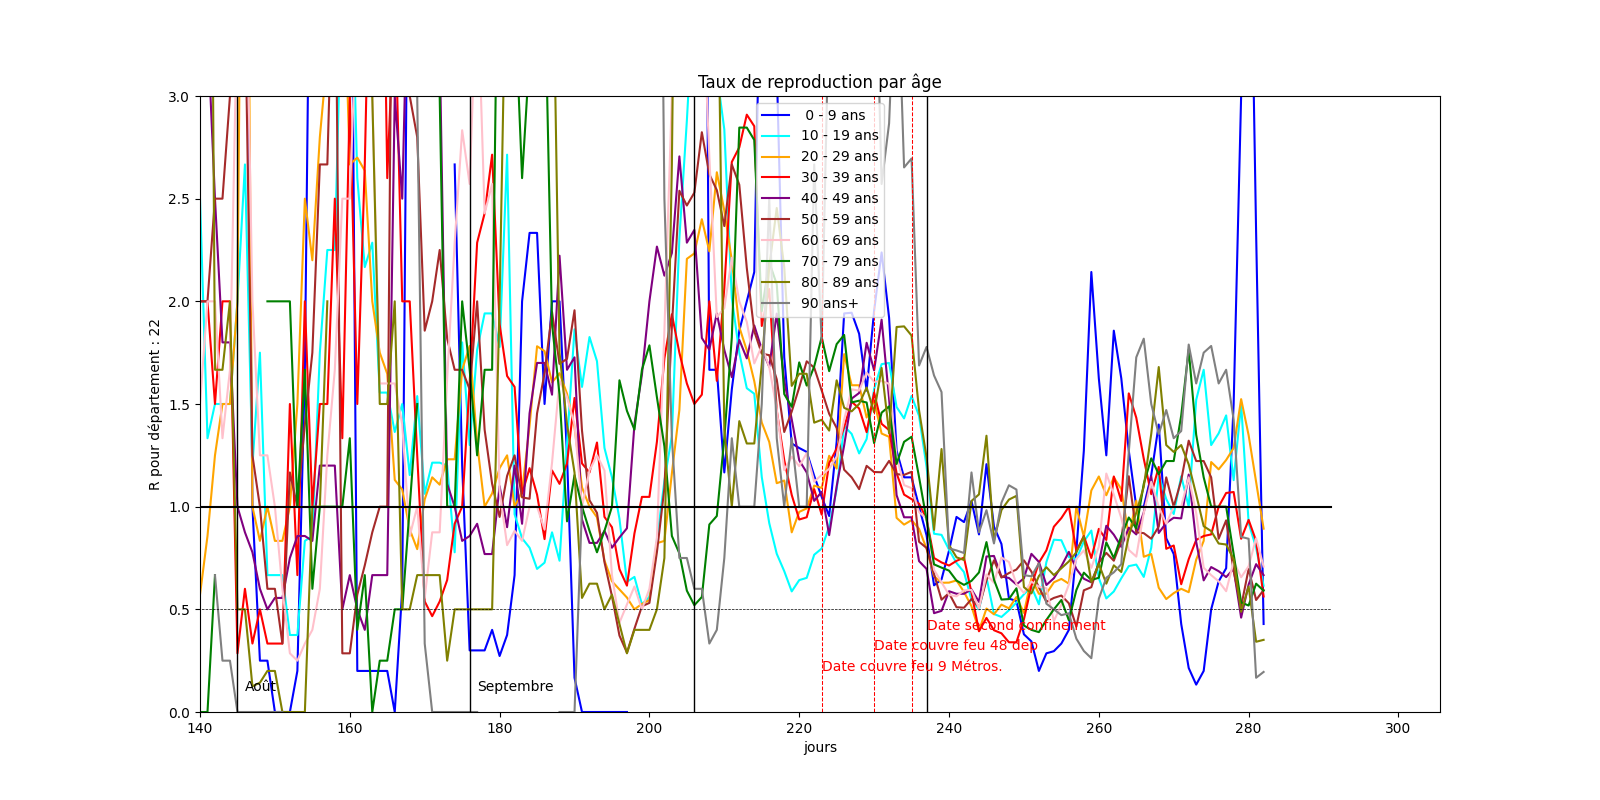 Taux de reproduction par âge
3.0
2.5
2.0
1.5
1.0
0.5
0.0
R pour département : 22
0 - 9 ans
10 - 19 ans
20 - 29 ans
30 - 39 ans
40 - 49 ans
50 - 59 ans
60 - 69 ans
70 - 79 ans
80 - 89 ans
90 ans+
Date second confinement
Date couvre feu 48 dep
Date couvre feu 9 Métros.
Août
Septembre
140
160
180
200
220
240
260
280
300
jours